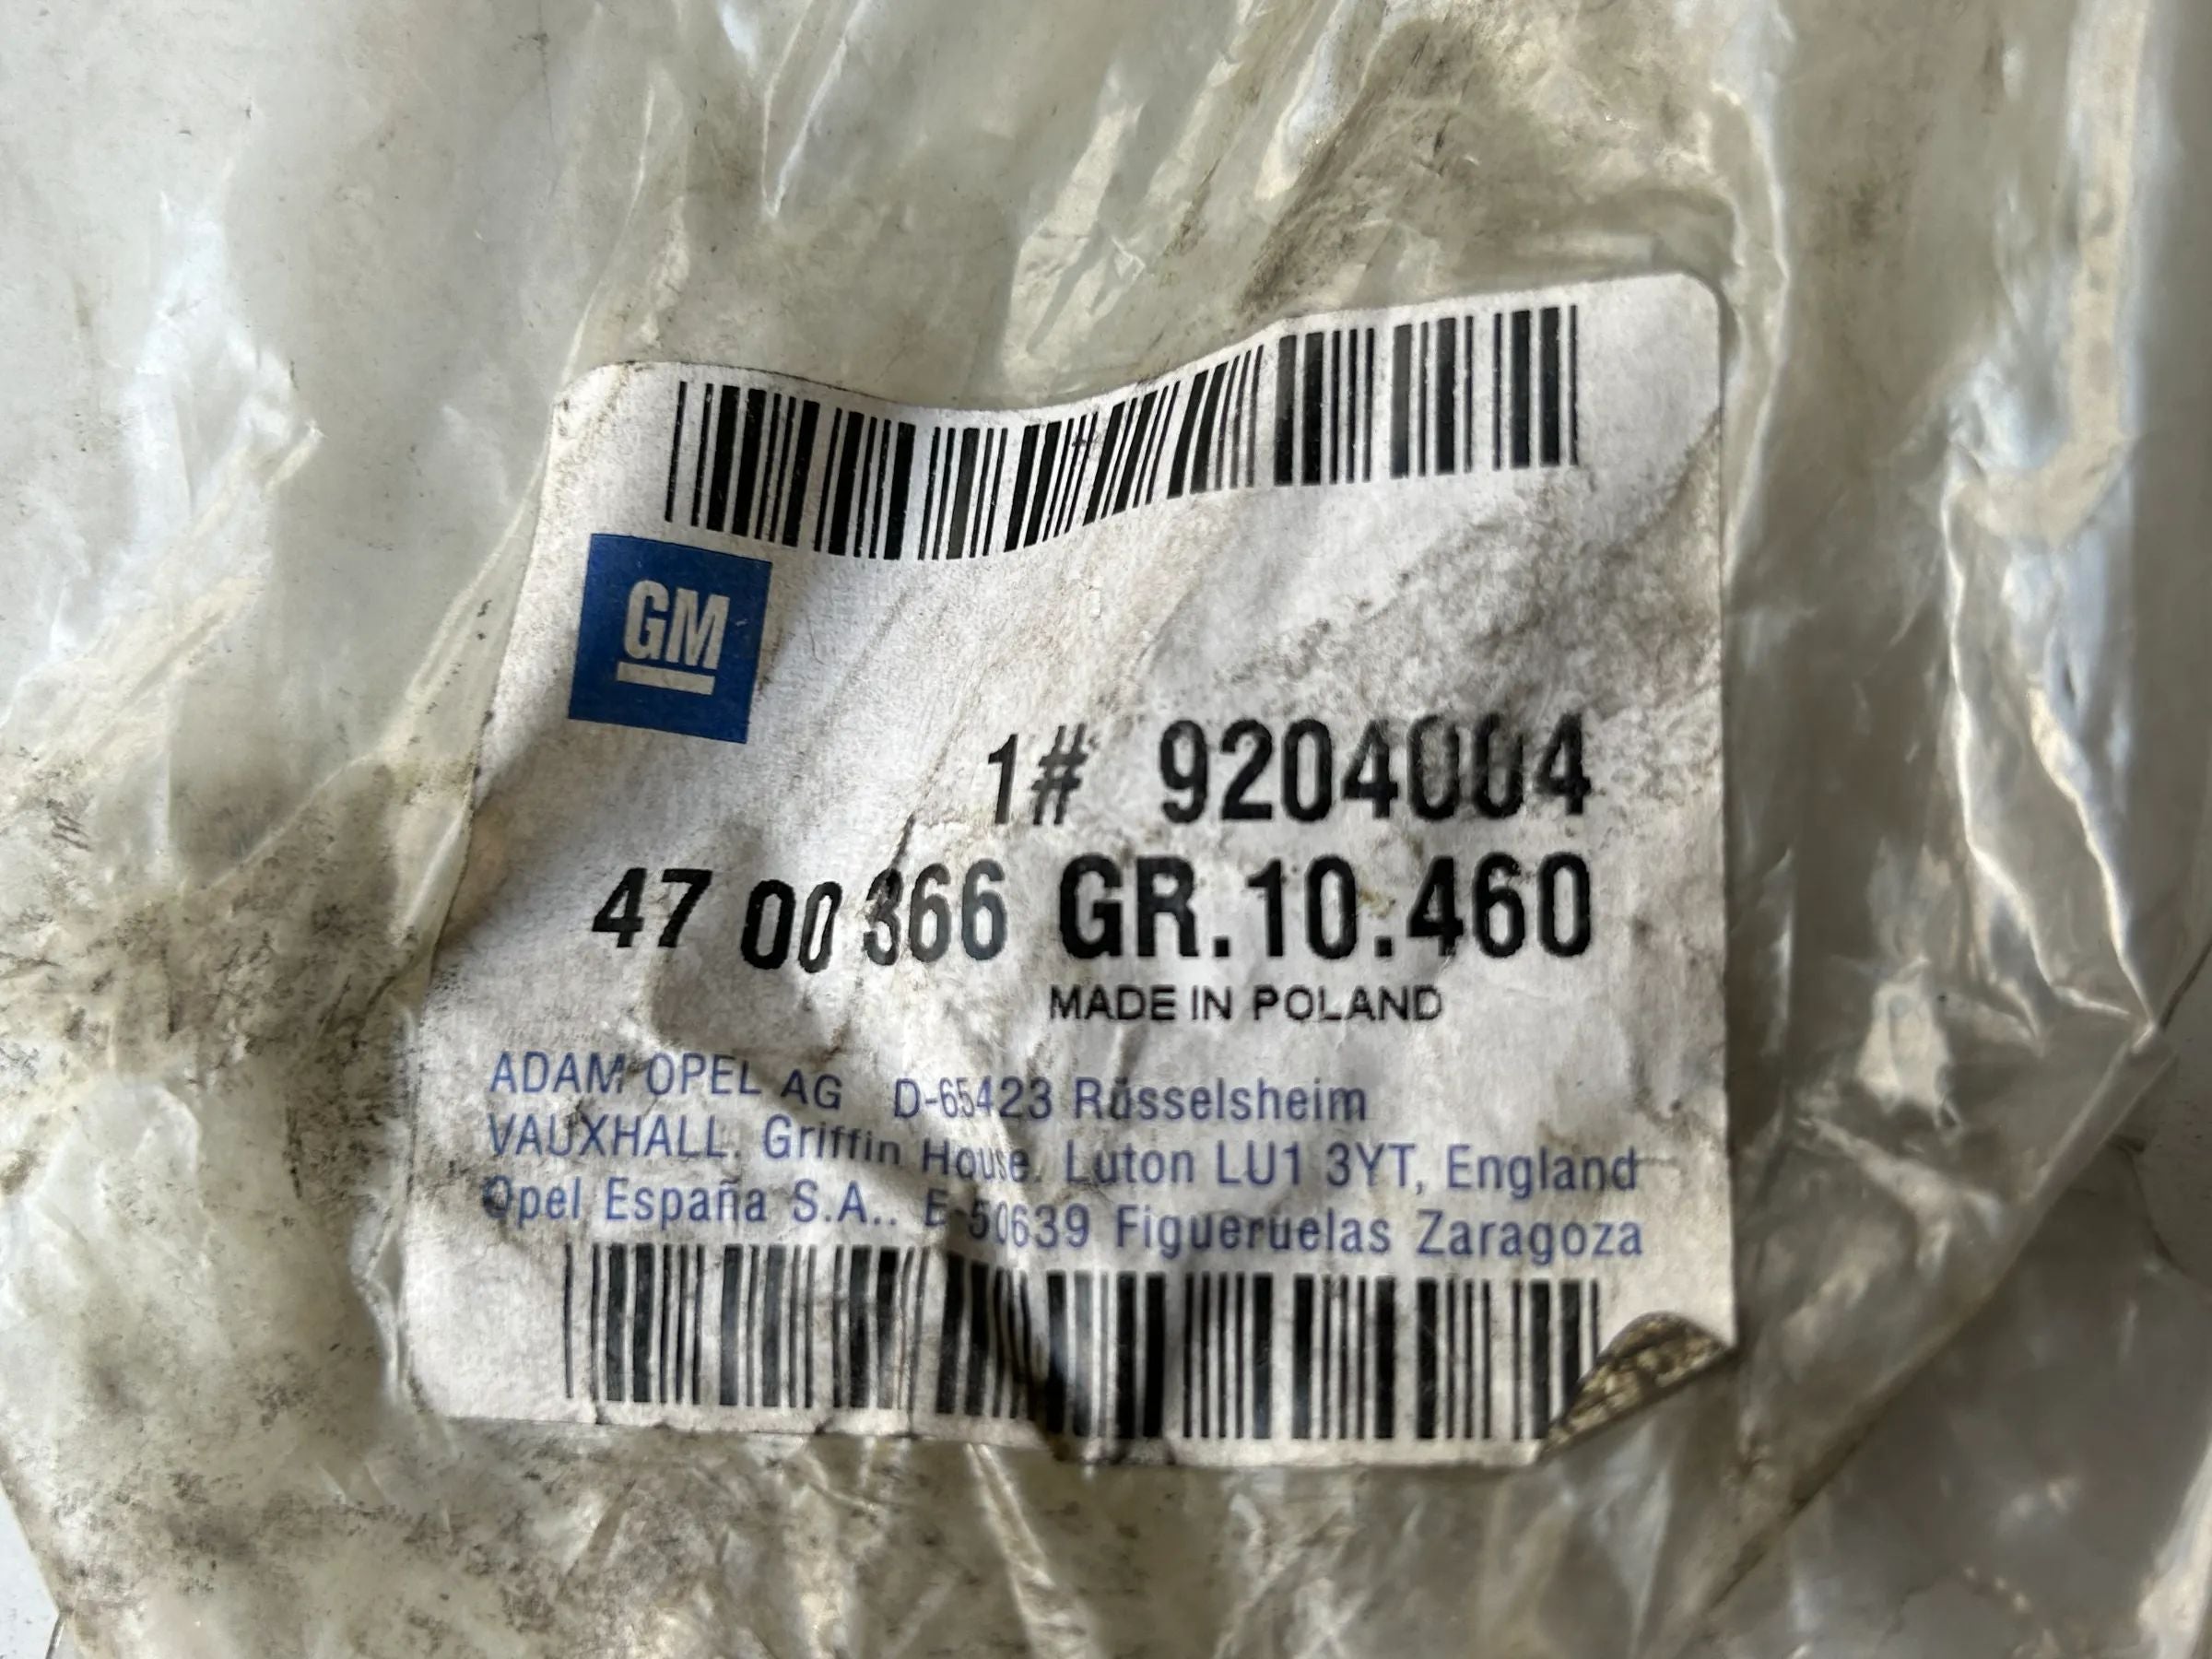 GM
1# 9204004
47 00 366 GR.10.460
MADE IN POLAND
ADAM OPEL AG D-65423 Rüsselsheim
VAUXHALL. Griffin House. Luton LU1 3YT, England
Opel España S.A.. E-50639 Figueruelas Zaragoza